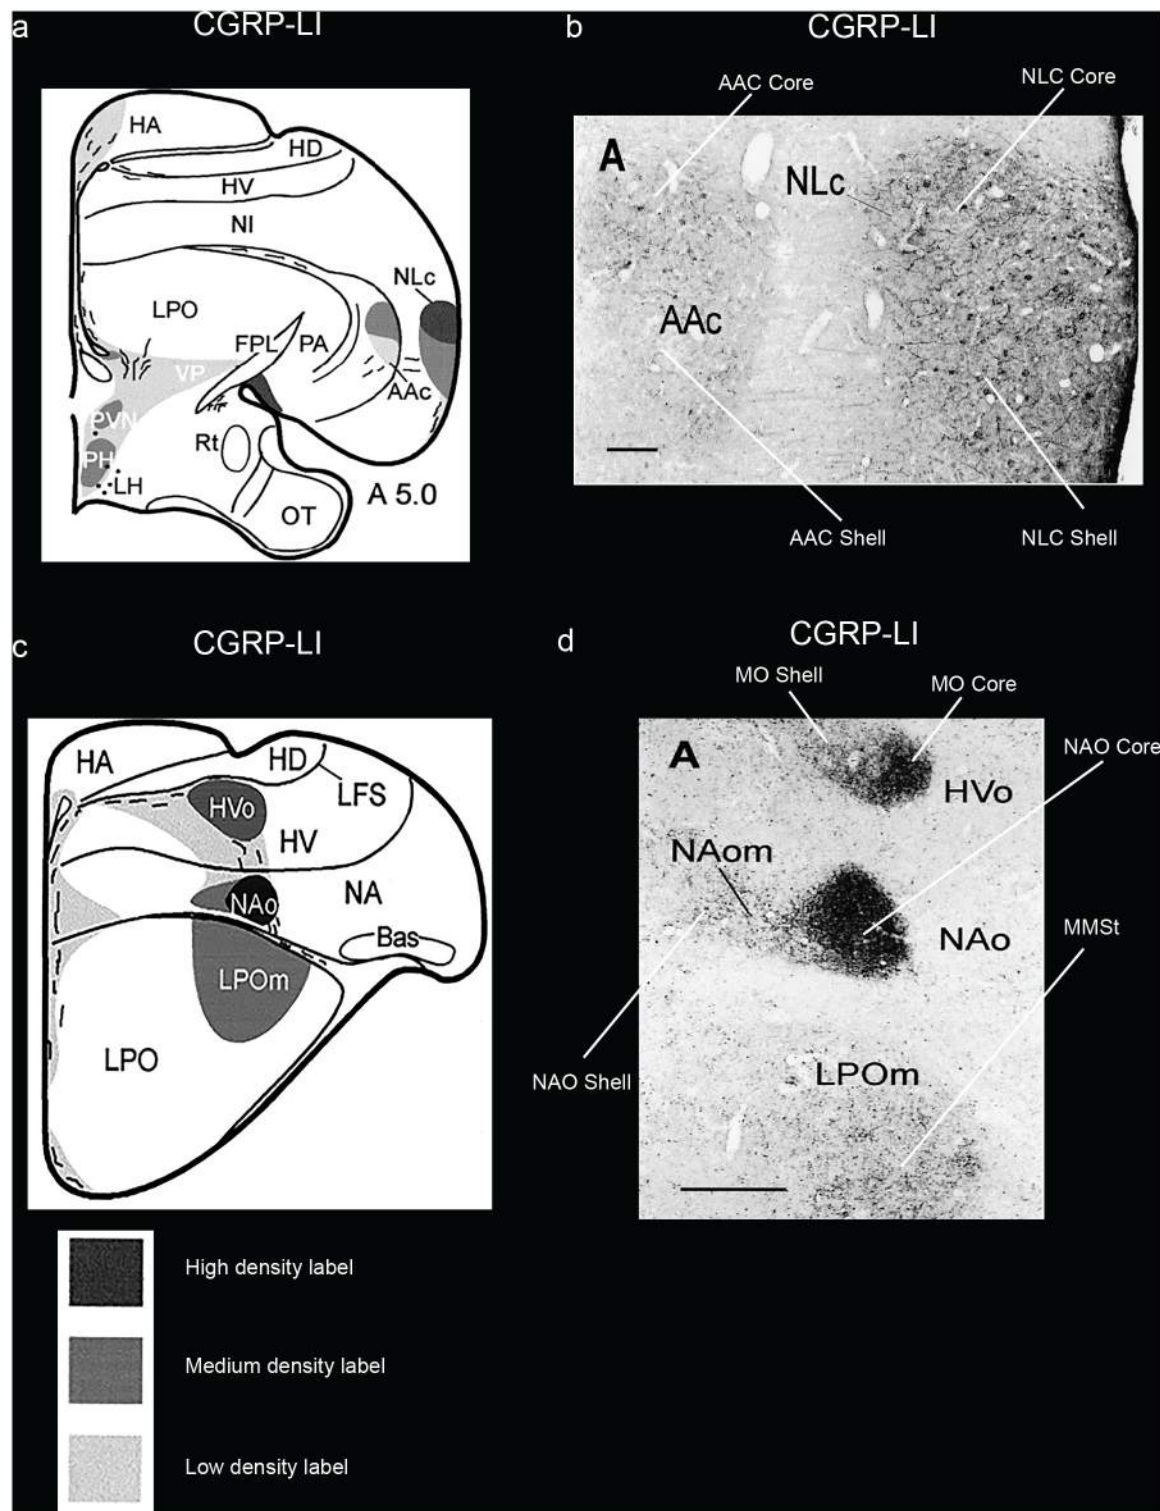 a
CGRP-LI
HA
HD
HV
NI
NLc
LPO
FPL
PA
VP
AAc
PVN
Rt
PH
LH
A 5.0
OT
b
CGRP-LI
AAC Core
NLC Core
A
NLc
AAc
AAC Shell
NLC Shell
c
CGRP-LI
HA
HD
LFS
HVo
HV
NA
NAo
Bas
LPOm
LPO
High density label
Medium density label
Low density label
d
CGRP-LI
MO Shell
MO Core
NAO Core
A
HVo
NAom
NAo
MMSt
LPOm
NAO Shell